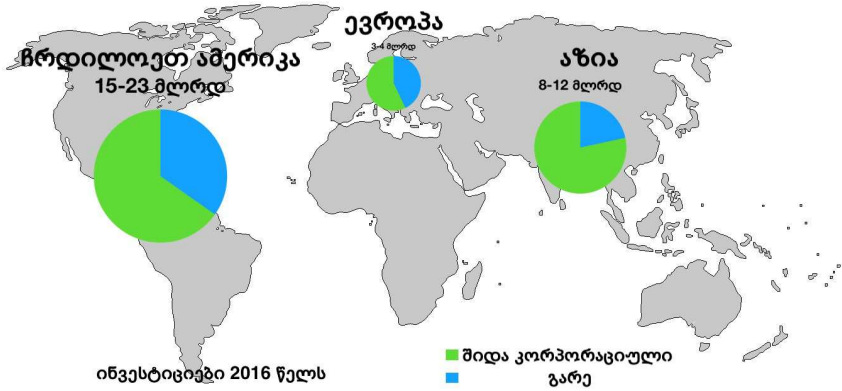 ევროპა
3-4 მლრდ
ჩრდილოეთ ამერიკა
15-23 მლრდ
აზია
8-12 მლრდ
შიდა კორპორაციული
გარე
ინვესტიციები 2016 წელს